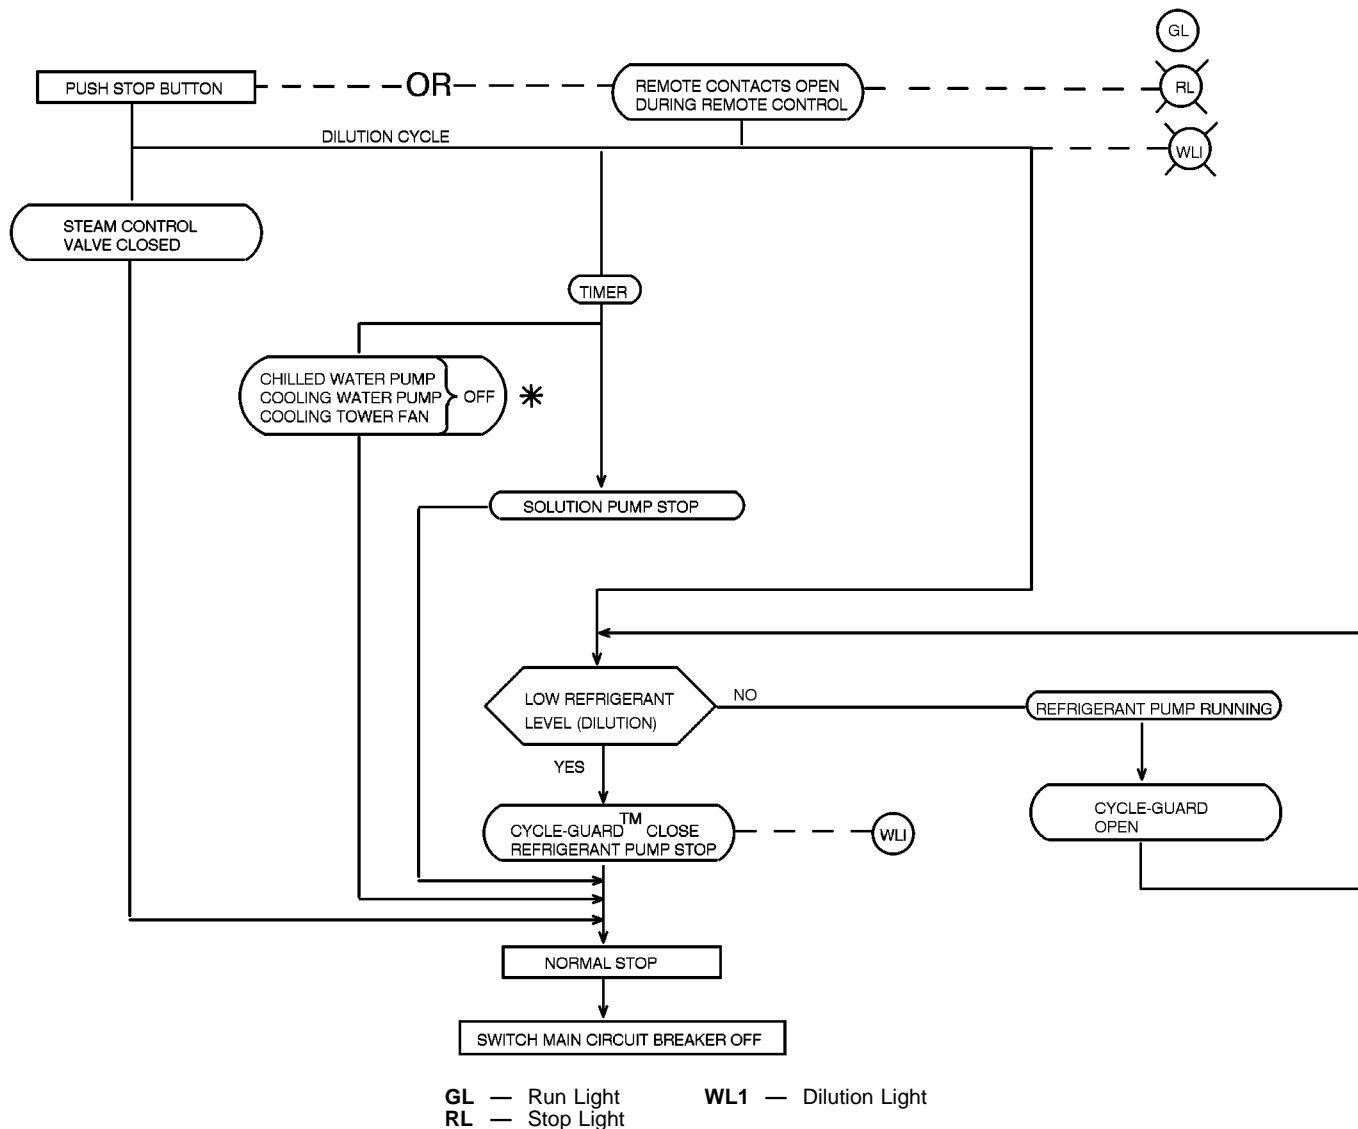 GL
PUSH STOP BUTTON
OR
REMOTE CONTACTS OPEN
DURING REMOTE CONTROL
RL
DILUTION CYCLE
WLI
STEAM CONTROL
VALVE CLOSED
TIMER
CHILLED WATER PUMP
COOLING WATER PUMP
COOLING TOWER FAN
OFF
*
SOLUTION PUMP STOP
LOW REFRIGERANT
LEVEL (DILUTION)
NO
REFRIGERANT PUMP RUNNING
YES
CYCLE-GUARD
OPEN
CYCLE-GUARD™ CLOSE
REFRIGERANT PUMP STOP
WLI
NORMAL STOP
SWITCH MAIN CIRCUIT BREAKER OFF
GL — Run Light
WL1 — Dilution Light
RL — Stop Light